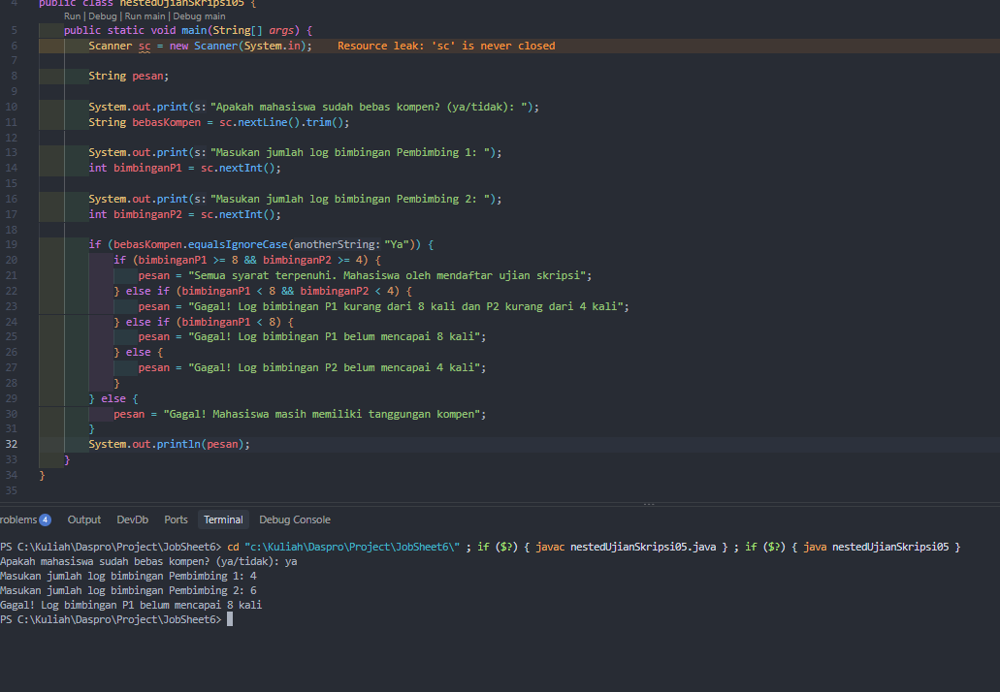 4 public class nestedUjianSkripsi05 {
Run | Debug | Run main | Debug main
5 public static void main(String[] args) {
6 Scanner sc = new Scanner(System.in); Resource leak: 'sc' is never closed
7
8 String pesan;
9
10 System.out.print(s: "Apakah mahasiswa sudah bebas kompen? (ya/tidak): ");
11 String bebasKompen = sc.nextLine().trim();
12
13 System.out.print(s: "Masukan jumlah log bimbingan Pembimbing 1: ");
14 int bimbinganP1 = sc.nextInt();
15
16 System.out.print(s: "Masukan jumlah log bimbingan Pembimbing 2: ");
17 int bimbinganP2 = sc.nextInt();
18
19 if (bebasKompen.equalsIgnoreCase(anotherString: "Ya")) {
20 if (bimbinganP1 >= 8 && bimbinganP2 >= 4) {
21 pesan = "Semua syarat terpenuhi. Mahasiswa oleh mendaftar ujian skripsi";
22 } else if (bimbinganP1 < 8 && bimbinganP2 < 4) {
23 pesan = "Gagal! Log bimbingan P1 kurang dari 8 kali dan P2 kurang dari 4 kali";
24 } else if (bimbinganP1 < 8) {
25 pesan = "Gagal! Log bimbingan P1 belum mencapai 8 kali";
26 } else {
27 pesan = "Gagal! Log bimbingan P2 belum mencapai 4 kali";
28 }
29 } else {
30 pesan = "Gagal! Mahasiswa masih memiliki tanggungan kompen";
31 }
32 System.out.println(pesan);
33 }
34 }
35
roblems 4 Output DevDb Ports Terminal Debug Console
PS C:\Kuliah\Daspro\Project\JobSheet6> cd "c:\Kuliah\Daspro\Project\JobSheet6\" ; if ($?) { javac nestedUjianSkripsi05.java } ; if ($?) { java nestedUjianSkripsi05 }
Apakah mahasiswa sudah bebas kompen? (ya/tidak): ya
Masukan jumlah log bimbingan Pembimbing 1: 4
Masukan jumlah log bimbingan Pembimbing 2: 6
Gagal! Log bimbingan P1 belum mencapai 8 kali
PS C:\Kuliah\Daspro\Project\JobSheet6>